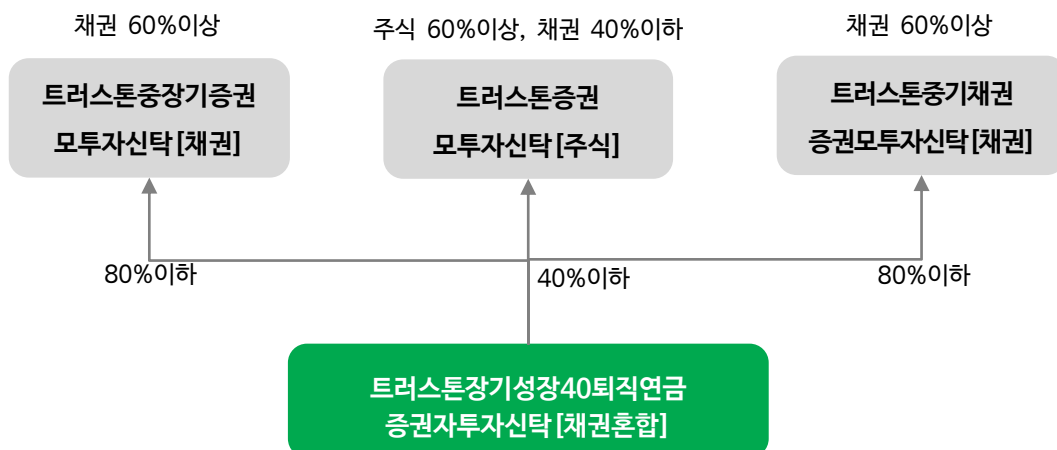 채권 60%이상
주식 60%이상, 채권 40%이하
채권 60%이상
트러스톤중장기증권
모투자신탁[채권]
트러스톤증권
모투자신탁[주식]
트러스톤중기채권
증권모투자신탁[채권]
80%이하
40%이하
80%이하
트러스톤장기성장40퇴직연금
증권자투자신탁[채권혼합]